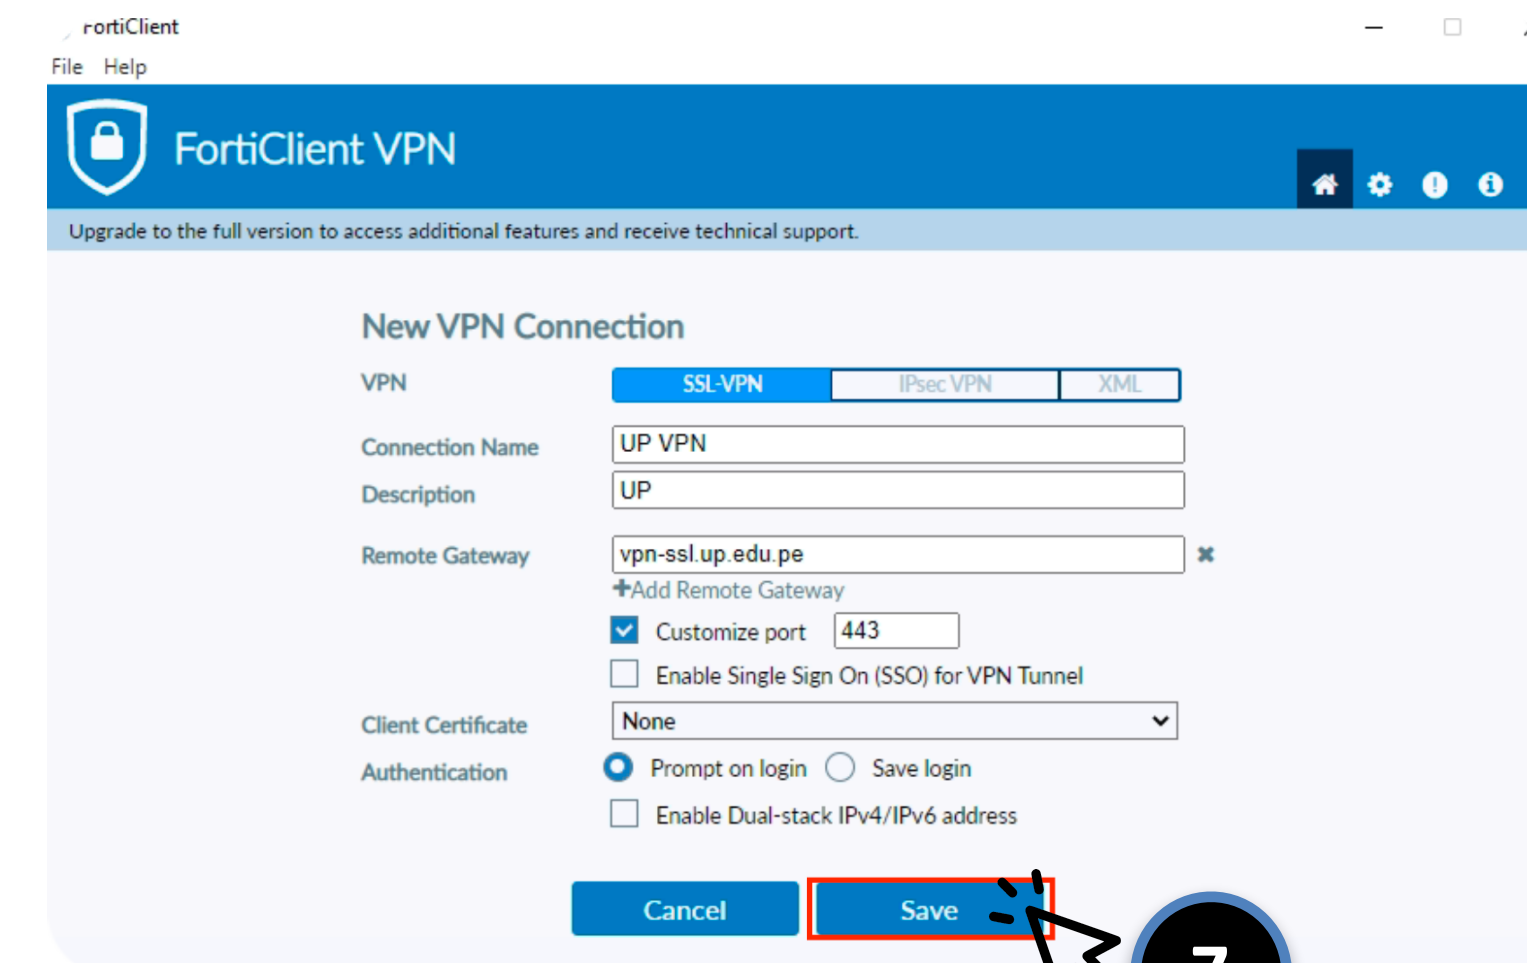 FortiClient
File Help
FortiClient VPN
Upgrade to the full version to access additional features and receive technical support.
New VPN Connection
VPN SSL-VPN IPsec VPN XML
Connection Name UP VPN
Description UP
Remote Gateway vpn-ssl.up.edu.pe
+Add Remote Gateway
Customize port 443
Enable Single Sign On (SSO) for VPN Tunnel
Client Certificate None
Authentication Prompt on login Save login
Enable Dual-stack IPv4/IPv6 address
Cancel Save